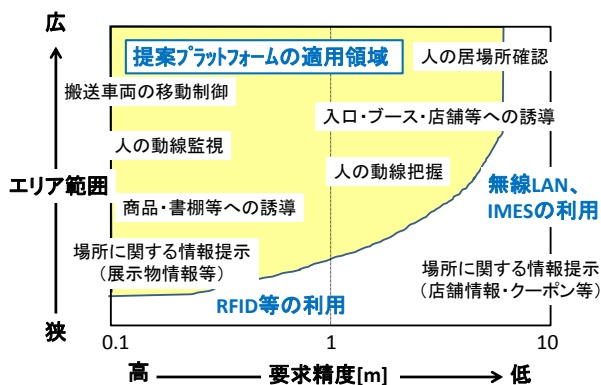 広
提案プラットフォームの適用領域
人の居場所確認
搬送車両の移動制御
入口・ブース・店舗等への誘導
人の動線監視
人の動線把握
エリア範囲
無線LAN、
IMESの利用
商品・書棚等への誘導
場所に関する情報提示
(展示物情報等)
場所に関する情報提示
(店舗情報・クーポン等)
RFID等の利用
狭
0.1
1
10
高
要求精度[m]
低